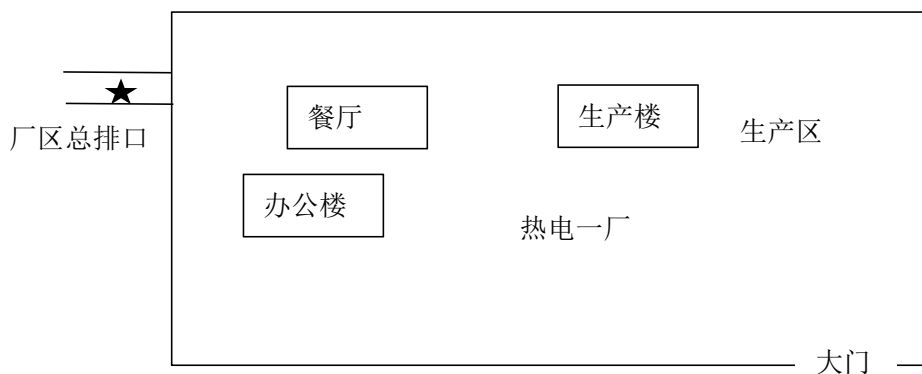 餐厅
生产楼
生产区
厂区总排口
办公楼
热电一厂
大门